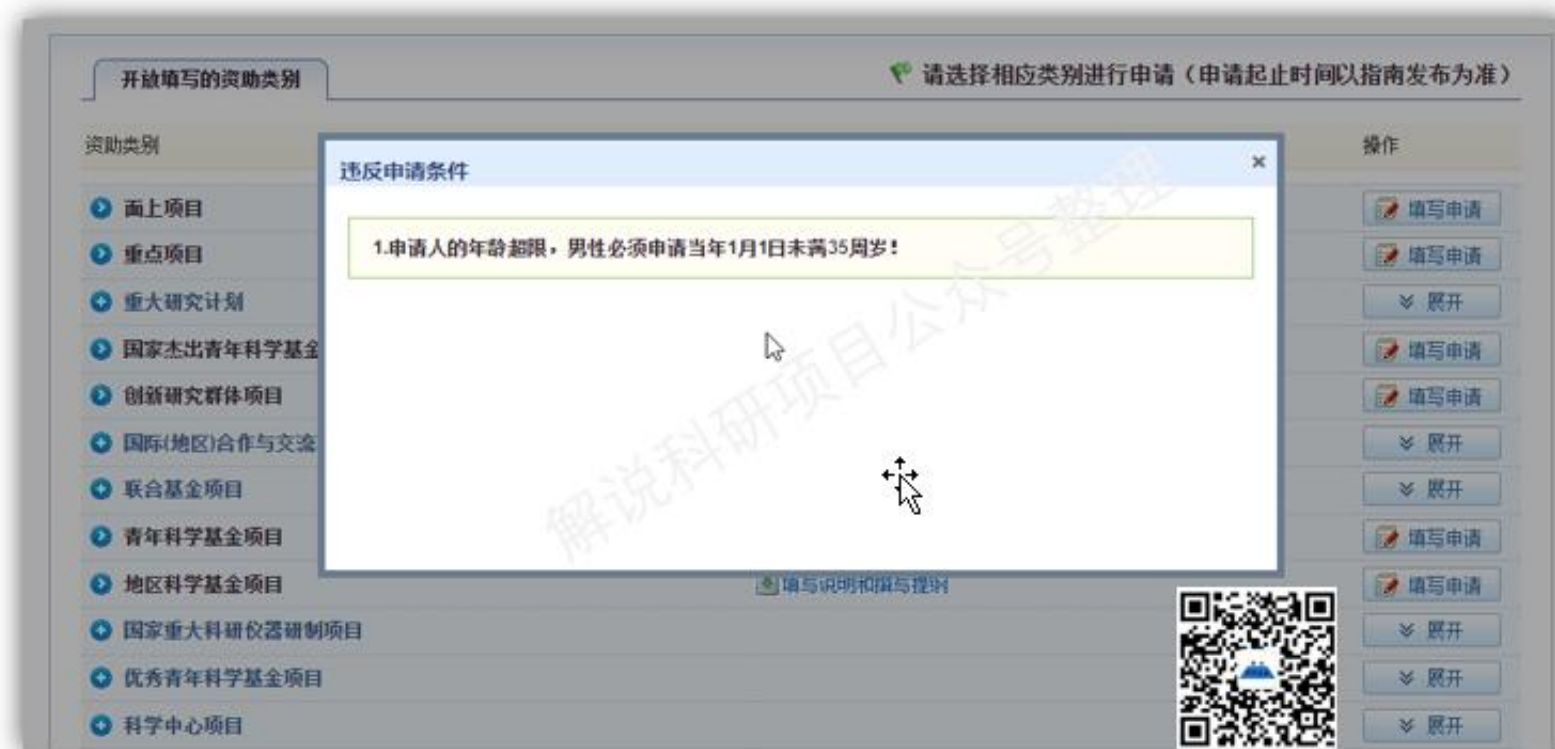 开放填写的资助类别
请选择相应类别进行申请（申请起止时间以指南发布为准）
资助类别
操作
违反申请条件
×
1.申请人的年龄超限，男性必须申请当年1月1日未满35周岁！
面上项目
填写申请
重点项目
填写申请
重大研究计划
展开
国家杰出青年科学基金
填写申请
创新研究群体项目
填写申请
国际(地区)合作与交流
展开
联合基金项目
展开
青年科学基金项目
填写申请
地区科学基金项目
填写说明和撰写提纲
填写申请
国家重大科研仪器研制项目
展开
优秀青年科学基金项目
展开
科学中心项目
展开
解说科研项目公众号整理